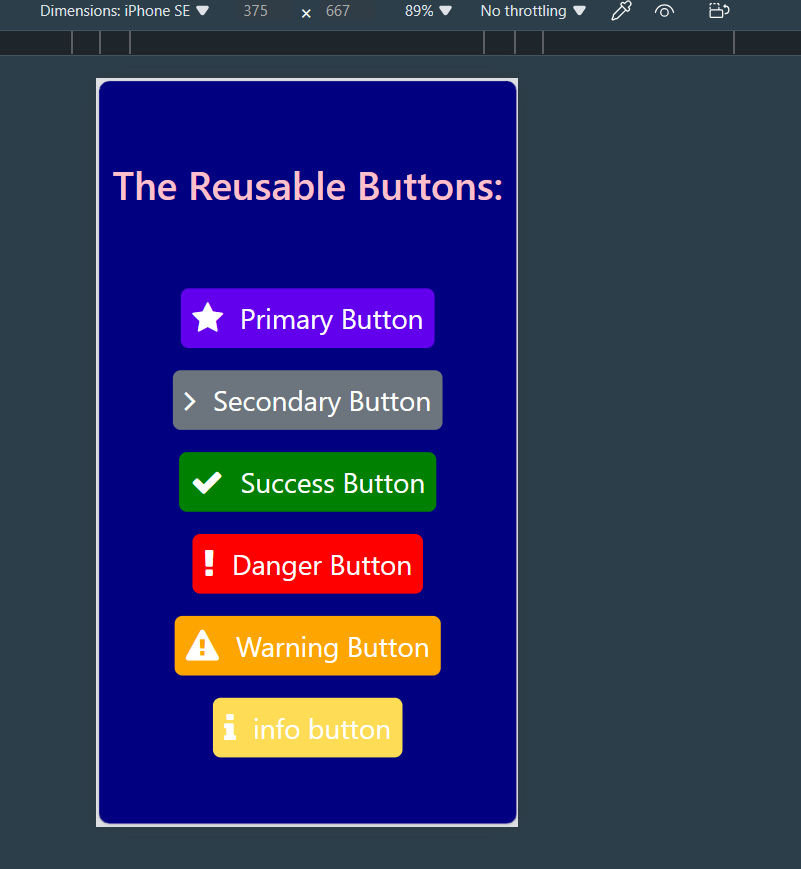 Dimensions: iPhone SE 375 × 667 89% No throttling
The Reusable Buttons:
Primary Button
Secondary Button
Success Button
Danger Button
Warning Button
info button